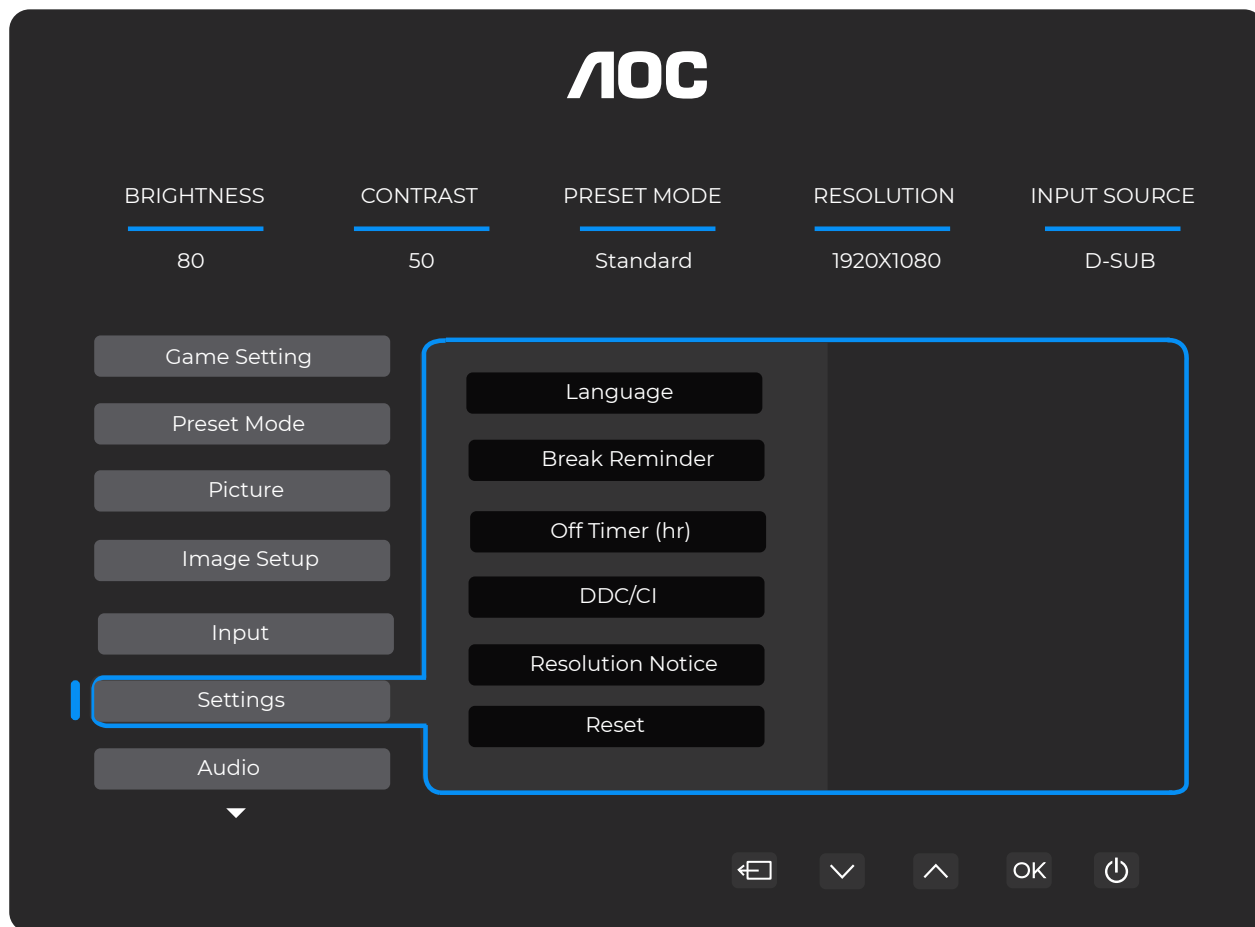 AOC
BRIGHTNESS CONTRAST PRESET MODE RESOLUTION INPUT SOURCE
80 50 Standard 1920X1080 D-SUB
Game Setting
Preset Mode
Picture
Image Setup
Input
Settings
Audio
Language
Break Reminder
Off Timer (hr)
DDC/CI
Resolution Notice
Reset
OK